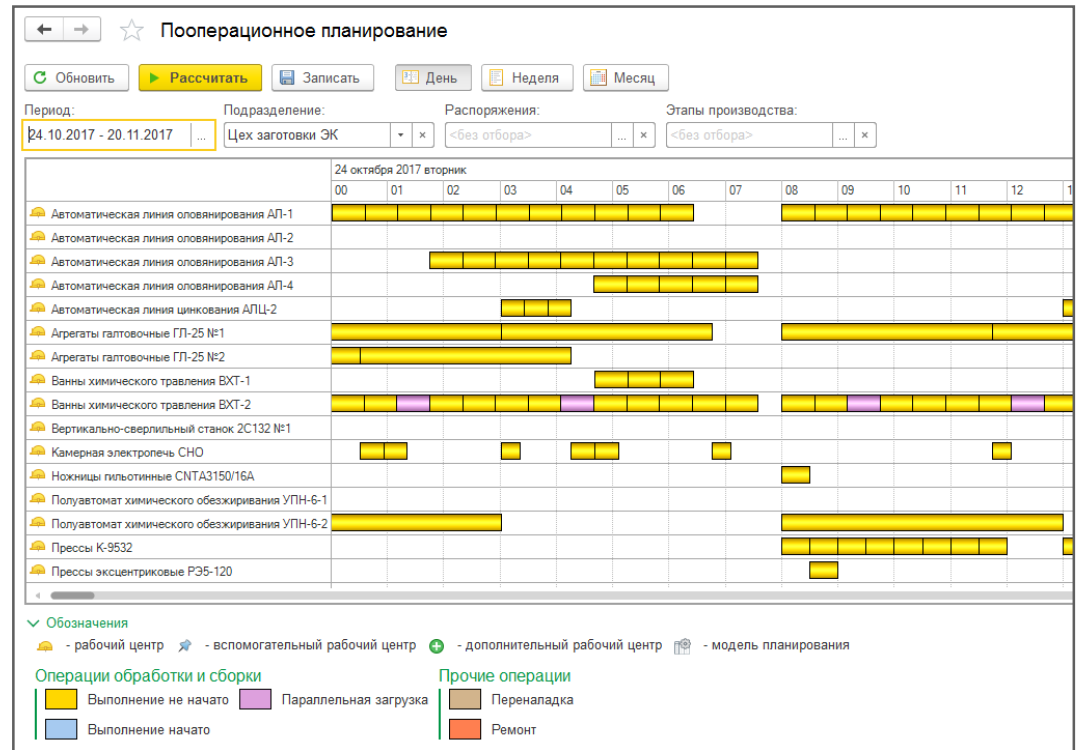 Пооперационное планирование
Обновить Рассчитать Записать День Неделя Месяц
Период: Подразделение: Распоряжения: Этапы производства:
24.10.2017 - 20.11.2017 ... Цех заготовки ЭК <без отбора> ... × <без отбора> ... ×
24 октября 2017 вторник
00 01 02 03 04 05 06 07 08 09 10 11 12 1
Автоматическая линия оловянирования АЛ-1
Автоматическая линия оловянирования АЛ-2
Автоматическая линия оловянирования АЛ-3
Автоматическая линия оловянирования АЛ-4
Автоматическая линия цинкования АЛЦ-2
Агрегаты галтовочные ГЛ-25 №1
Агрегаты галтовочные ГЛ-25 №2
Ванны химического травления ВХТ-1
Ванны химического травления ВХТ-2
Вертикально-сверлильный станок 2С132 №1
Камерная электропечь СНО
Ножницы гильотинные CNTA3150/16A
Полуавтомат химического обезжиривания УПН-6-1
Полуавтомат химического обезжиривания УПН-6-2
Прессы К-9532
Прессы эксцентриковые РЭ5-120
Обозначения
- рабочий центр - вспомогательный рабочий центр - дополнительный рабочий центр - модель планирования
Операции обработки и сборки Прочие операции
Выполнение не начато Параллельная загрузка Переналадка
Выполнение начато Ремонт